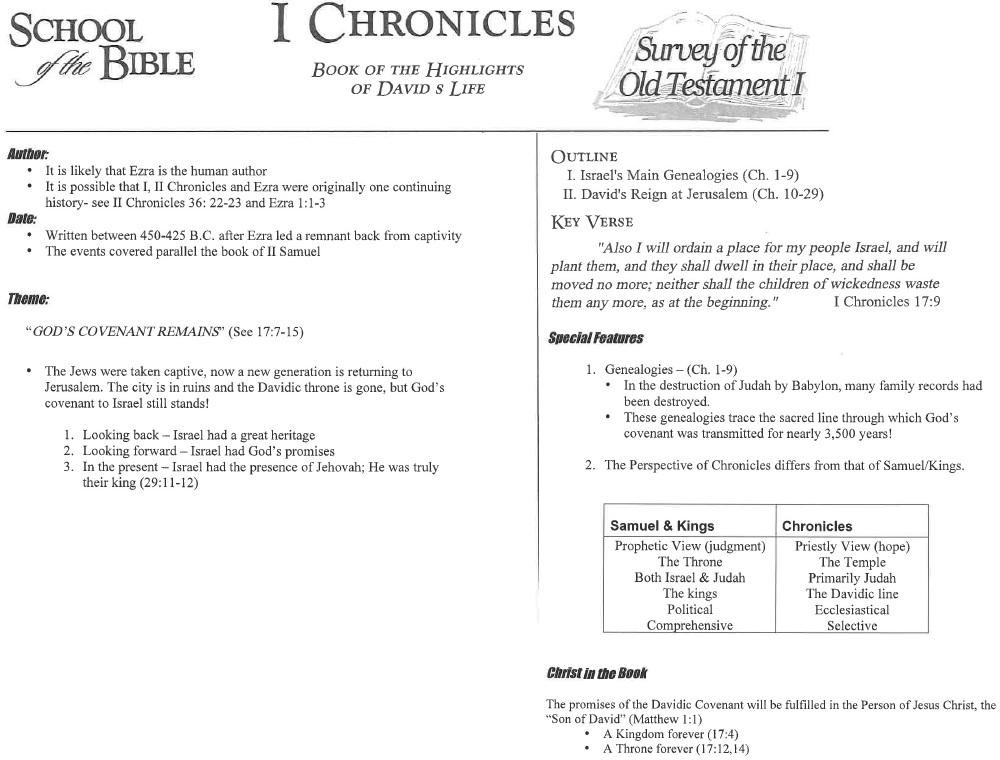 SCHOOL
of the BIBLE
I CHRONICLES
BOOK OF THE HIGHLIGHTS
OF DAVID S LIFE
Survey of the
Old Testament I
Author:
• It is likely that Ezra is the human author
• It is possible that I, II Chronicles and Ezra were originally one continuing
history- see II Chronicles 36: 22-23 and Ezra 1:1-3
Date:
• Written between 450-425 B.C. after Ezra led a remnant back from captivity
• The events covered parallel the book of II Samuel
Theme:
"GOD'S COVENANT REMAINS" (See 17:7-15)
• The Jews were taken captive, now a new generation is returning to
Jerusalem. The city is in ruins and the Davidic throne is gone, but God's
covenant to Israel still stands!
1. Looking back – Israel had a great heritage
2. Looking forward – Israel had God's promises
3. In the present – Israel had the presence of Jehovah; He was truly
their king (29:11-12)
OUTLINE
I. Israel's Main Genealogies (Ch. 1-9)
II. David's Reign at Jerusalem (Ch. 10-29)
KEY VERSE
"Also I will ordain a place for my people Israel, and will
plant them, and they shall dwell in their place, and shall be
moved no more; neither shall the children of wickedness waste
them any more, as at the beginning." I Chronicles 17:9
Special Features
1. Genealogies – (Ch. 1-9)
• In the destruction of Judah by Babylon, many family records had
been destroyed.
• These genealogies trace the sacred line through which God's
covenant was transmitted for nearly 3,500 years!
2. The Perspective of Chronicles differs from that of Samuel/Kings.
Samuel & Kings Chronicles
Prophetic View (judgment) Priestly View (hope)
The Throne The Temple
Both Israel & Judah Primarily Judah
The kings The Davidic line
Political Ecclesiastical
Comprehensive Selective
Christ in the Book
The promises of the Davidic Covenant will be fulfilled in the Person of Jesus Christ, the
"Son of David" (Matthew 1:1)
• A Kingdom forever (17:4)
• A Throne forever (17:12,14)